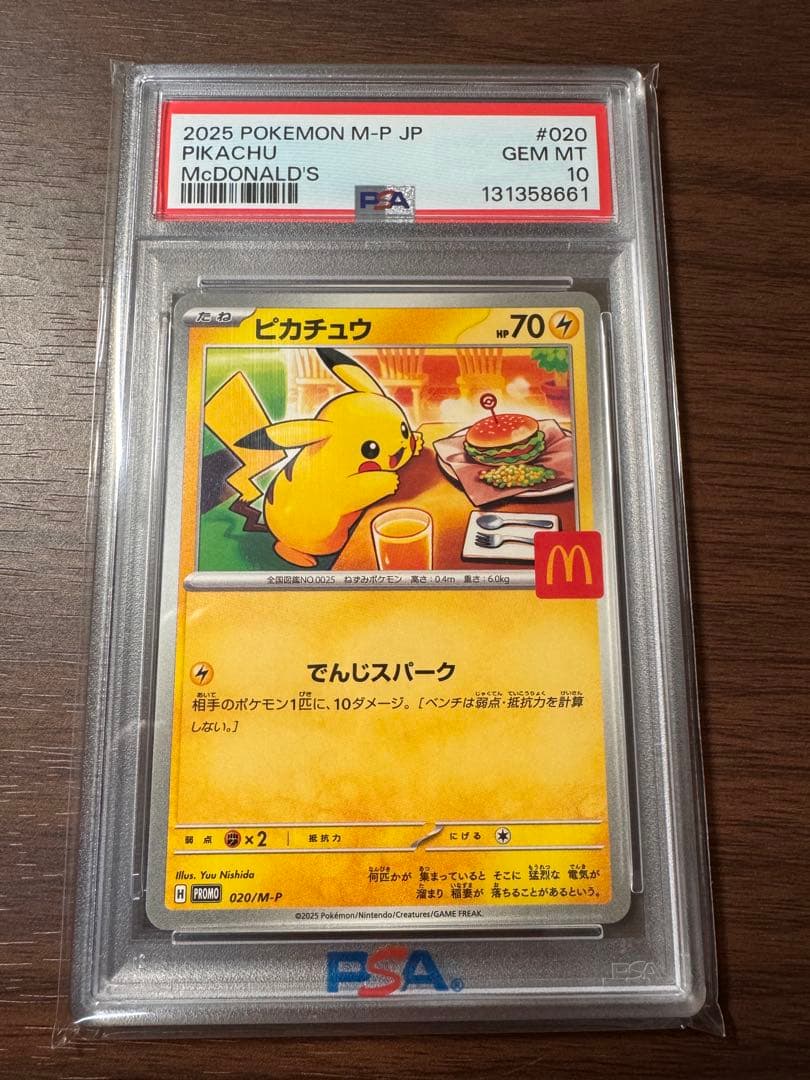 2025 POKEMON M-P JP #020
PIKACHU GEM MT
McDONALD'S 10
131358661
PSA
たね ピカチュウ HP70
全国図鑑NO.0025 ねずみポケモン 高さ:0.4m 重さ:6.0kg
でんじスパーク
相手のポケモン1匹に、10ダメージ。[ベンチは弱点・抵抗力を計算
しない。]
弱点 ×2 抵抗力 にげる
Illus. Yuu Nishida
何匹かが 集まっていると そこに 猛烈な 電気が
溜まり 稲妻が 落ちることがあるという。
H PROMO 020/M-P
©2025 Pokémon/Nintendo/Creatures/GAME FREAK.
PSA®
PSA